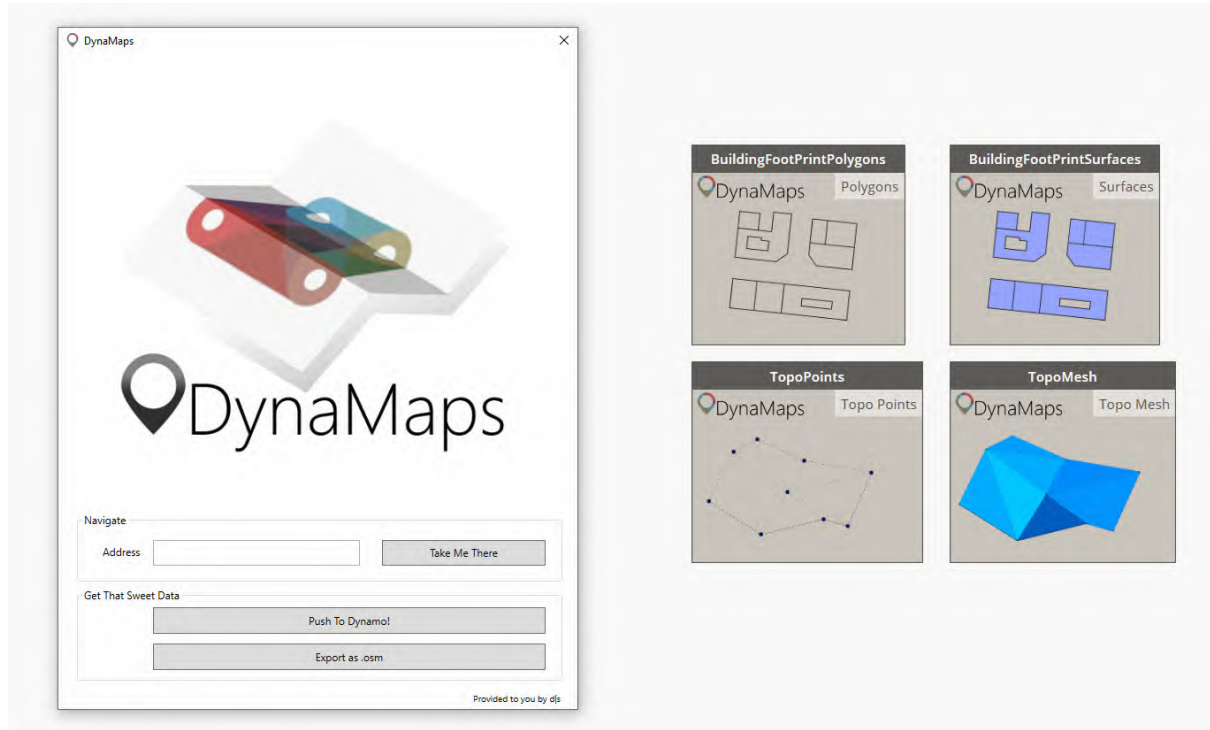 DynaMaps
DynaMaps
Navigate
Address
Take Me There
Get That Sweet Data
Push To Dynamo!
Export as .osm
Provided to you by d|s
BuildingFootPrintPolygons
DynaMaps
Polygons
BuildingFootPrintSurfaces
DynaMaps
Surfaces
TopoPoints
DynaMaps
Topo Points
TopoMesh
DynaMaps
Topo Mesh